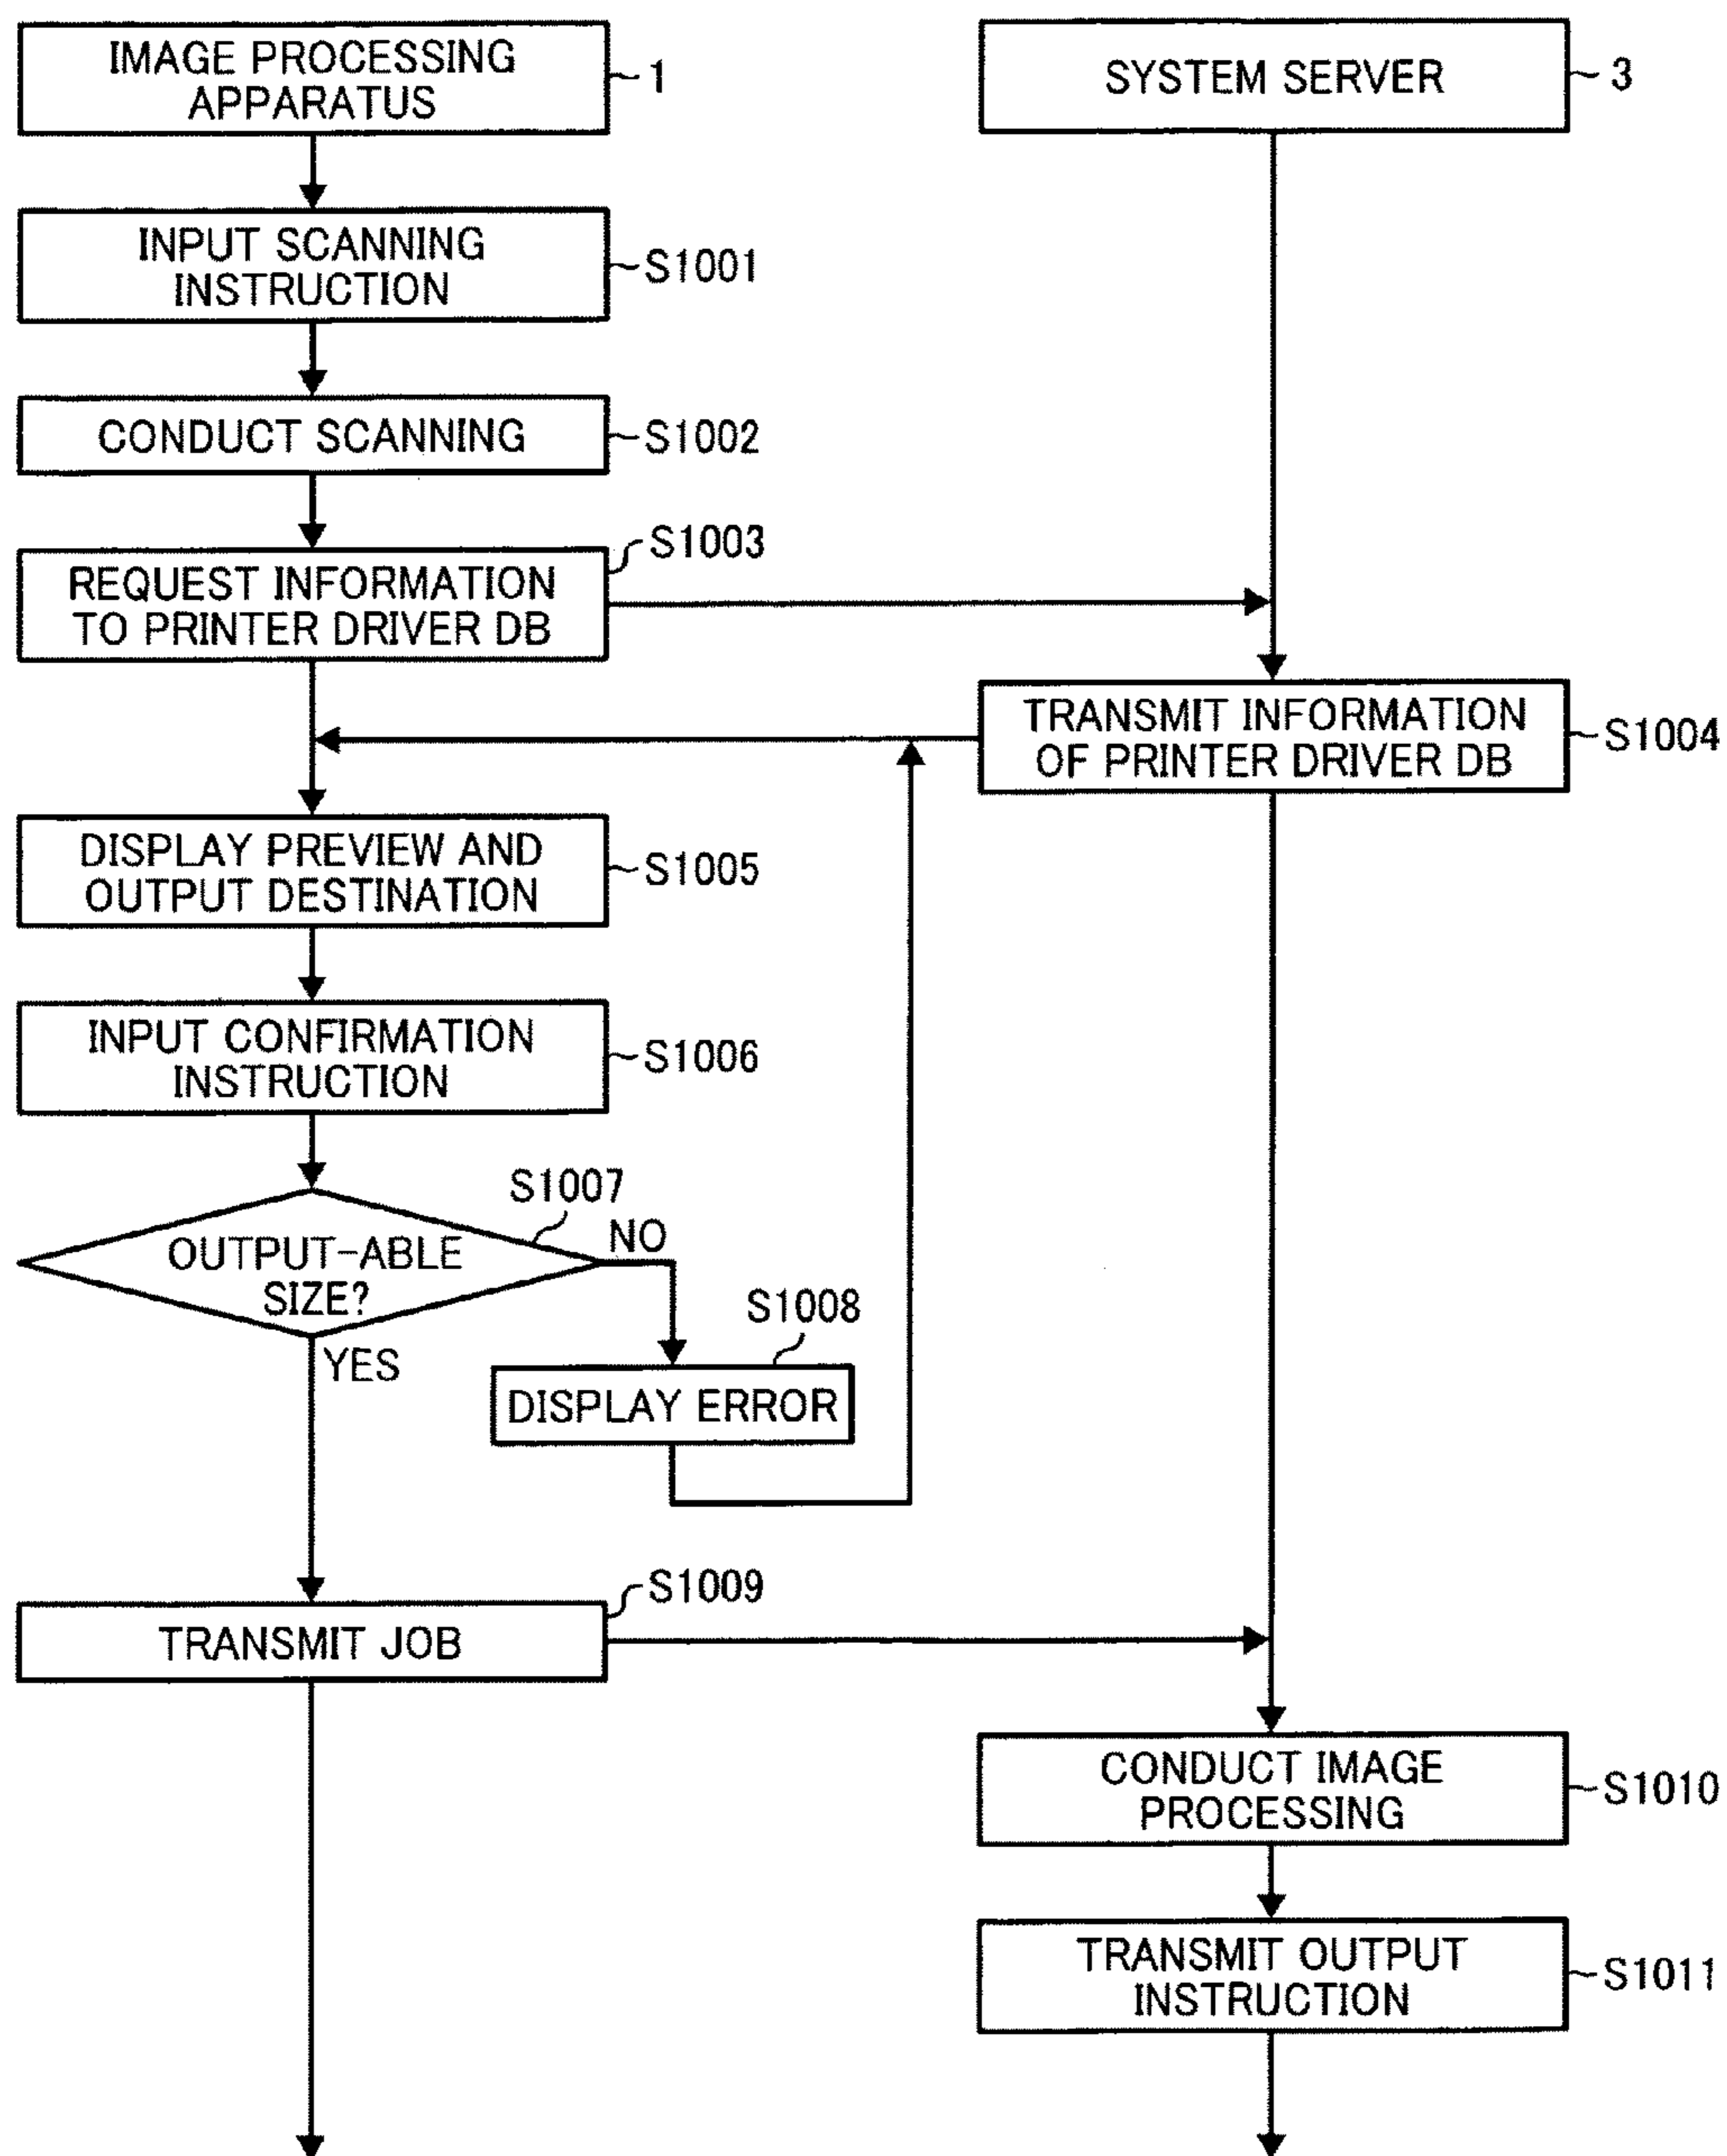 IMAGE PROCESSING
APPARATUS
1
SYSTEM SERVER
3
INPUT SCANNING
INSTRUCTION
S1001
CONDUCT SCANNING
S1002
S1003
REQUEST INFORMATION
TO PRINTER DRIVER DB
TRANSMIT INFORMATION
OF PRINTER DRIVER DB
S1004
DISPLAY PREVIEW AND
OUTPUT DESTINATION
S1005
INPUT CONFIRMATION
INSTRUCTION
S1006
S1007
NO
OUTPUT-ABLE
SIZE?
YES
S1008
DISPLAY ERROR
S1009
TRANSMIT JOB
CONDUCT IMAGE
PROCESSING
S1010
TRANSMIT OUTPUT
INSTRUCTION
S1011